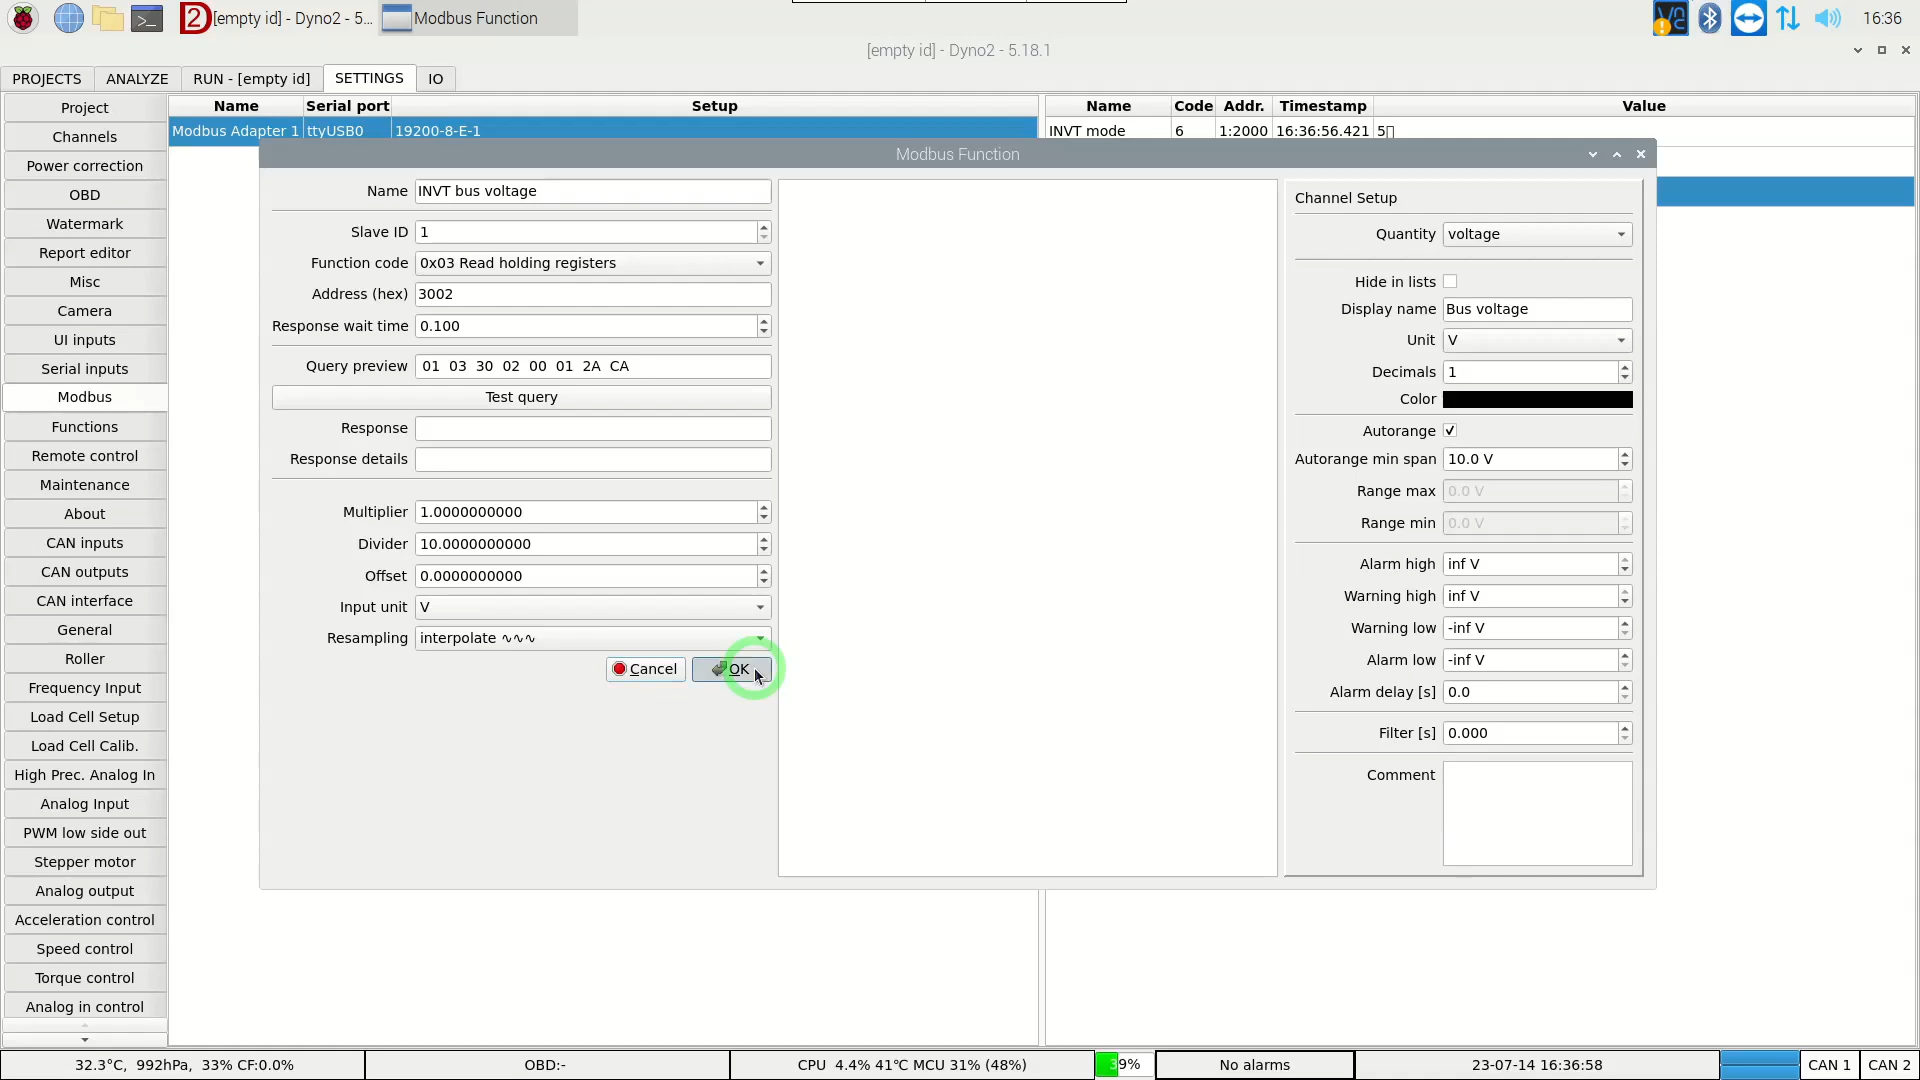 [empty id] - Dyno2 - 5... Modbus Function 16:36
[empty id] - Dyno2 - 5.18.1
PROJECTS ANALYZE RUN - [empty id] SETTINGS IO
Project
Channels
Power correction
OBD
Watermark
Report editor
Misc
Camera
UI inputs
Serial inputs
Modbus
Functions
Remote control
Maintenance
About
CAN inputs
CAN outputs
CAN interface
General
Roller
Frequency Input
Load Cell Setup
Load Cell Calib.
High Prec. Analog In
Analog Input
PWM low side out
Stepper motor
Analog output
Acceleration control
Speed control
Torque control
Analog in control
Name Serial port Setup
Modbus Adapter 1 ttyUSB0 19200-8-E-1
Name Code Addr. Timestamp Value
INVT mode 6 1:2000 16:36:56.421 5
Modbus Function
Name INVT bus voltage
Slave ID 1
Function code 0x03 Read holding registers
Address (hex) 3002
Response wait time 0.100
Query preview 01 03 30 02 00 01 2A CA
Test query
Response
Response details
Multiplier 1.0000000000
Divider 10.0000000000
Offset 0.0000000000
Input unit V
Resampling interpolate ∿∿∿
Cancel OK
Channel Setup
Quantity voltage
Hide in lists
Display name Bus voltage
Unit V
Decimals 1
Color
Autorange
Autorange min span 10.0 V
Range max 0.0 V
Range min 0.0 V
Alarm high inf V
Warning high inf V
Warning low -inf V
Alarm low -inf V
Alarm delay [s] 0.0
Filter [s] 0.000
Comment
32.3°C, 992hPa, 33% CF:0.0% OBD:- CPU 4.4% 41°C MCU 31% (48%) 39% No alarms 23-07-14 16:36:58 CAN 1 CAN 2